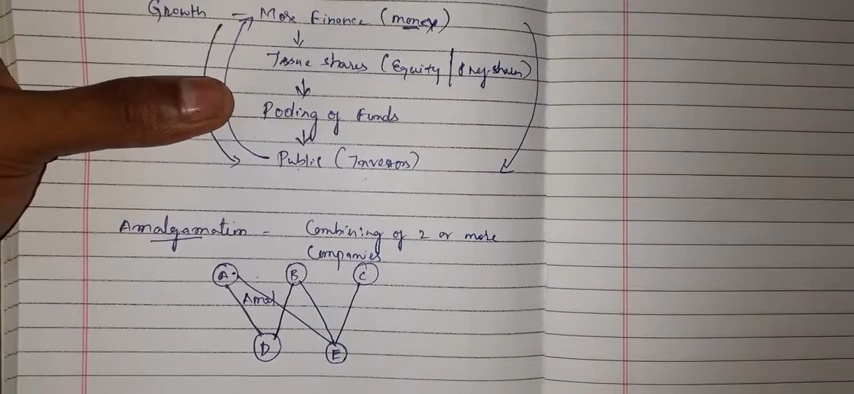 Growth - More Finance (money)
Issue shares (Equity | Pref. shares)
Pooling of Funds
Public (Investors)
Amalgamation - Combining of 2 or more
Companies
A B C
Amal
D E